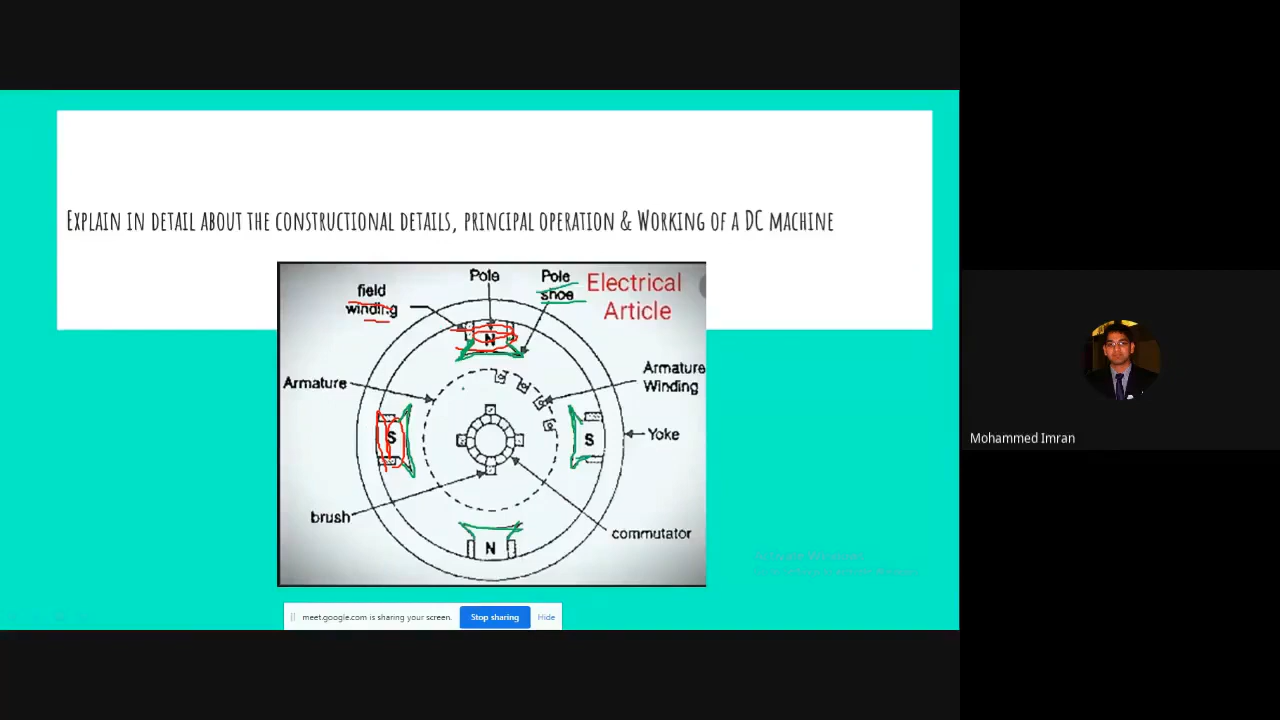 Explain in detail about the constructional details, principal operation & Working of a DC machine
Pole
Pole
shoe
Electrical
Article
field
winding
N
Armature
Armature
Winding
S
S
Yoke
brush
commutator
N
meet.google.com is sharing your screen.
Stop sharing
Hide
Mohammed Imran